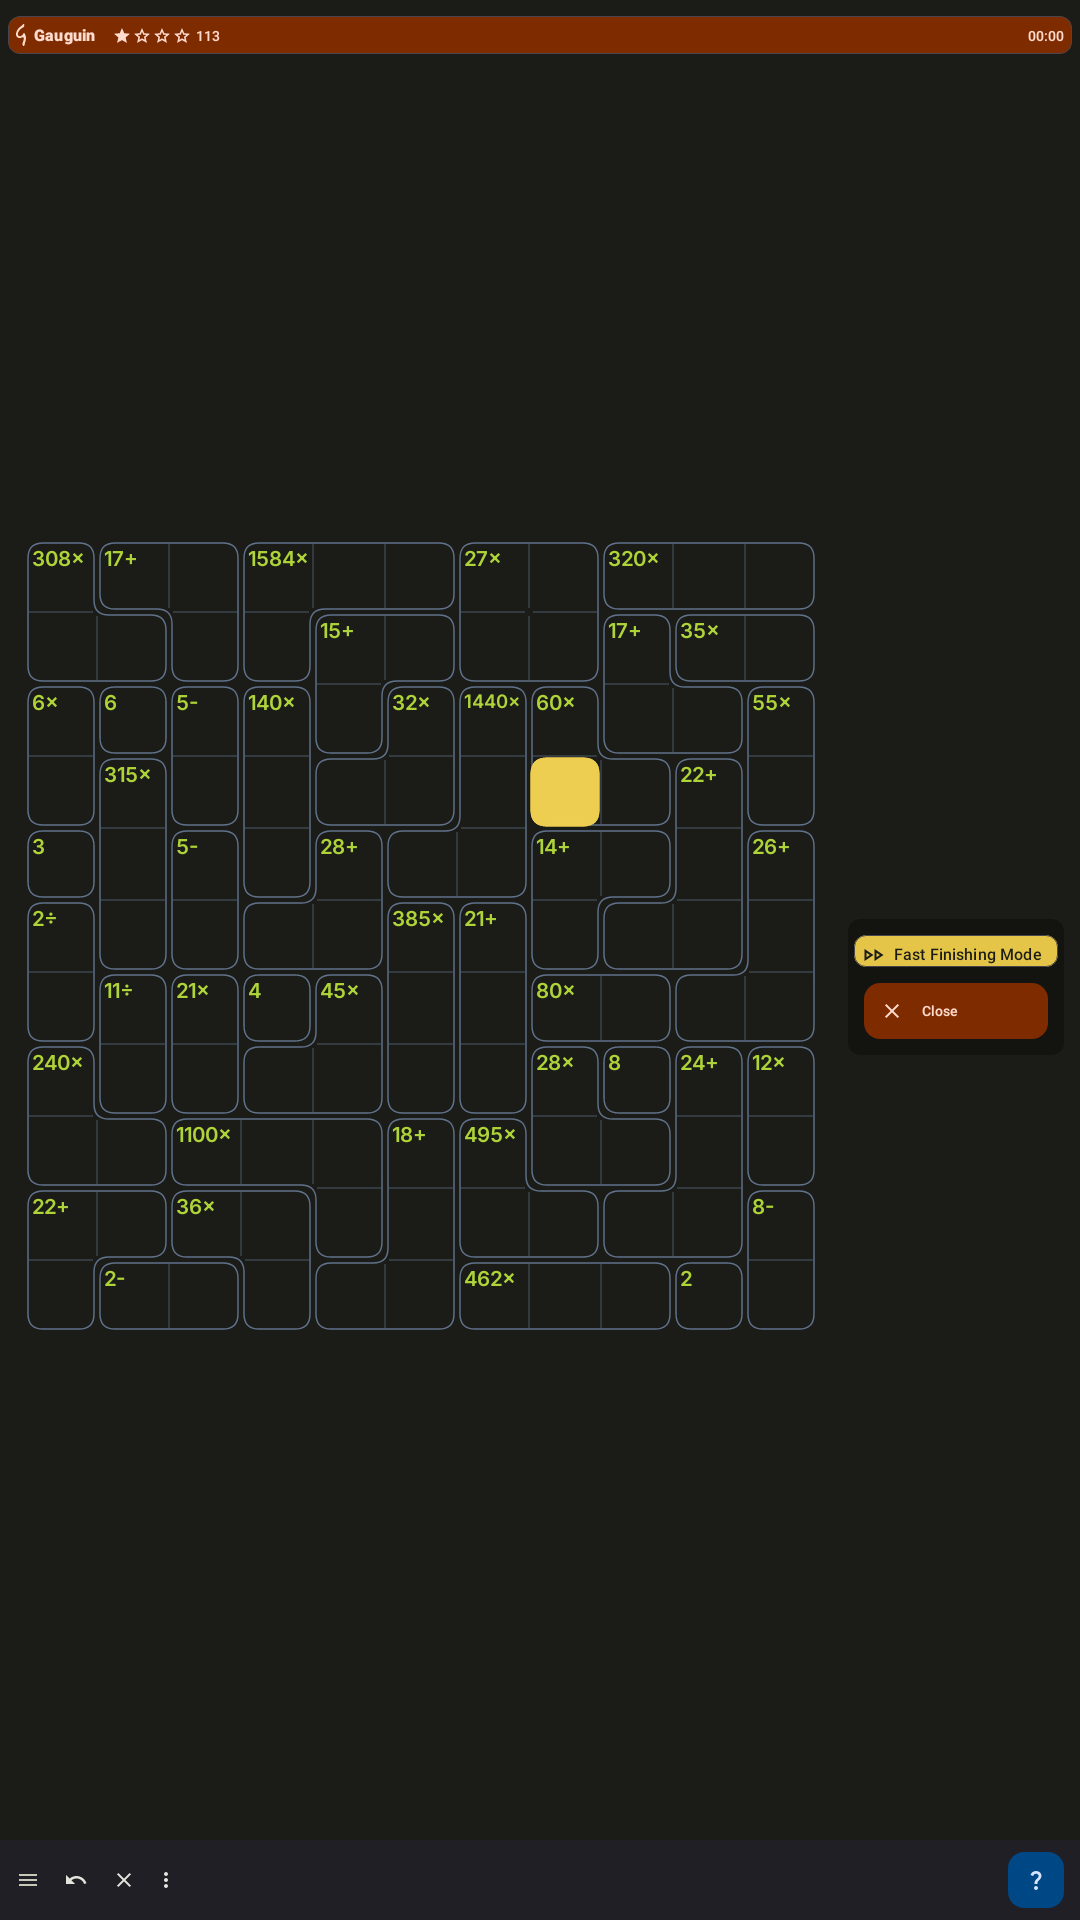 Gauguin 113 00:00
308× 17+ 1584× 27× 320×
15+ 17+ 35×
6× 6 5- 140× 32× 1440× 60× 55×
315× 22+
3 5- 28+ 14+ 26+
2÷ 385× 21+
11÷ 21× 4 45× 80×
240× 28× 8 24+ 12×
1100× 18+ 495×
22+ 36× 8-
2- 462× 2
Fast Finishing Mode
Close
?